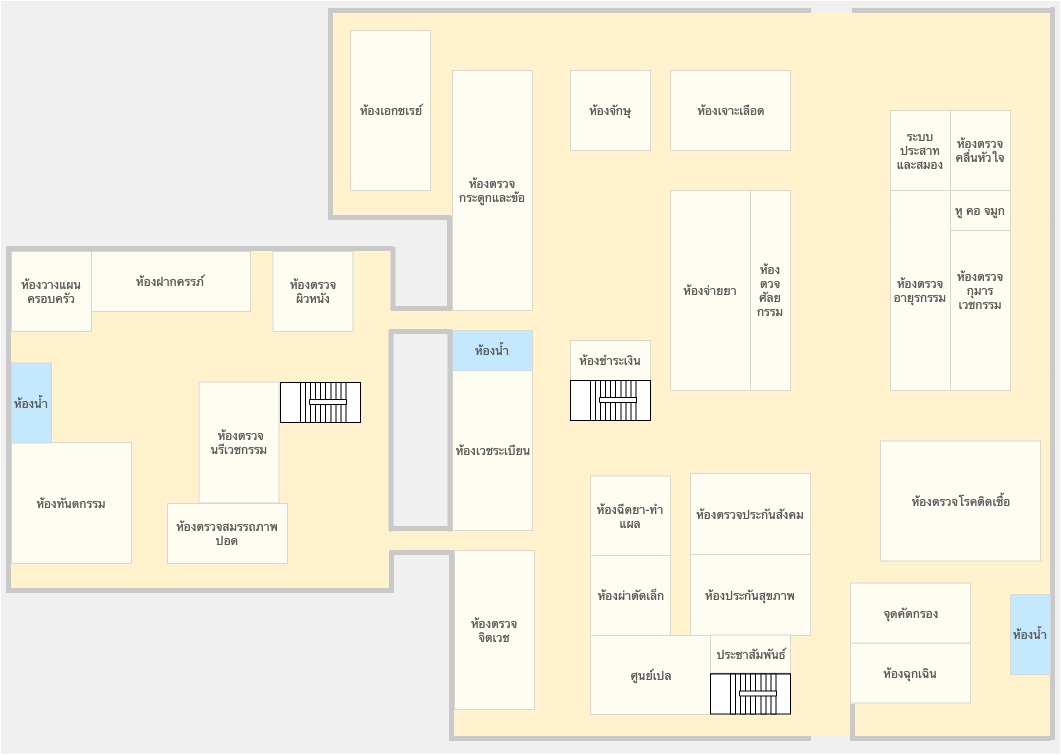 ห้องเอกซเรย์
ห้องตรวจ
กระดูกและข้อ
ห้องจักษุ
ห้องเจาะเลือด
ระบบ
ประสาท
และสมอง
ห้องตรวจ
คลื่นหัวใจ
หู คอ จมูก
ห้องตรวจ
อายุรกรรม
ห้องตรวจ
กุมาร
เวชกรรม
ห้องจ่ายยา
ห้อง
ตวจ
ศัลย
กรรม
ห้องวางแผน
ครอบครัว
ห้องฝากครรภ์
ห้องตรวจ
ผิวหนัง
ห้องน้ำ
ห้องชำระเงิน
ห้องน้ำ
ห้องตรวจ
นรีเวชกรรม
ห้องเวชระเบียน
ห้องทันตกรรม
ห้องตรวจสมรรถภาพ
ปอด
ห้องฉีดยา-ทำ
แผล
ห้องตรวจประกันสังคม
ห้องตรวจโรคติดเชื้อ
ห้องผ่าตัดเล็ก
ห้องประกันสุขภาพ
ห้องตรวจ
จิตเวช
จุดคัดกรอง
ห้องน้ำ
ศูนย์เปล
ประชาสัมพันธ์
ห้องฉุกเฉิน